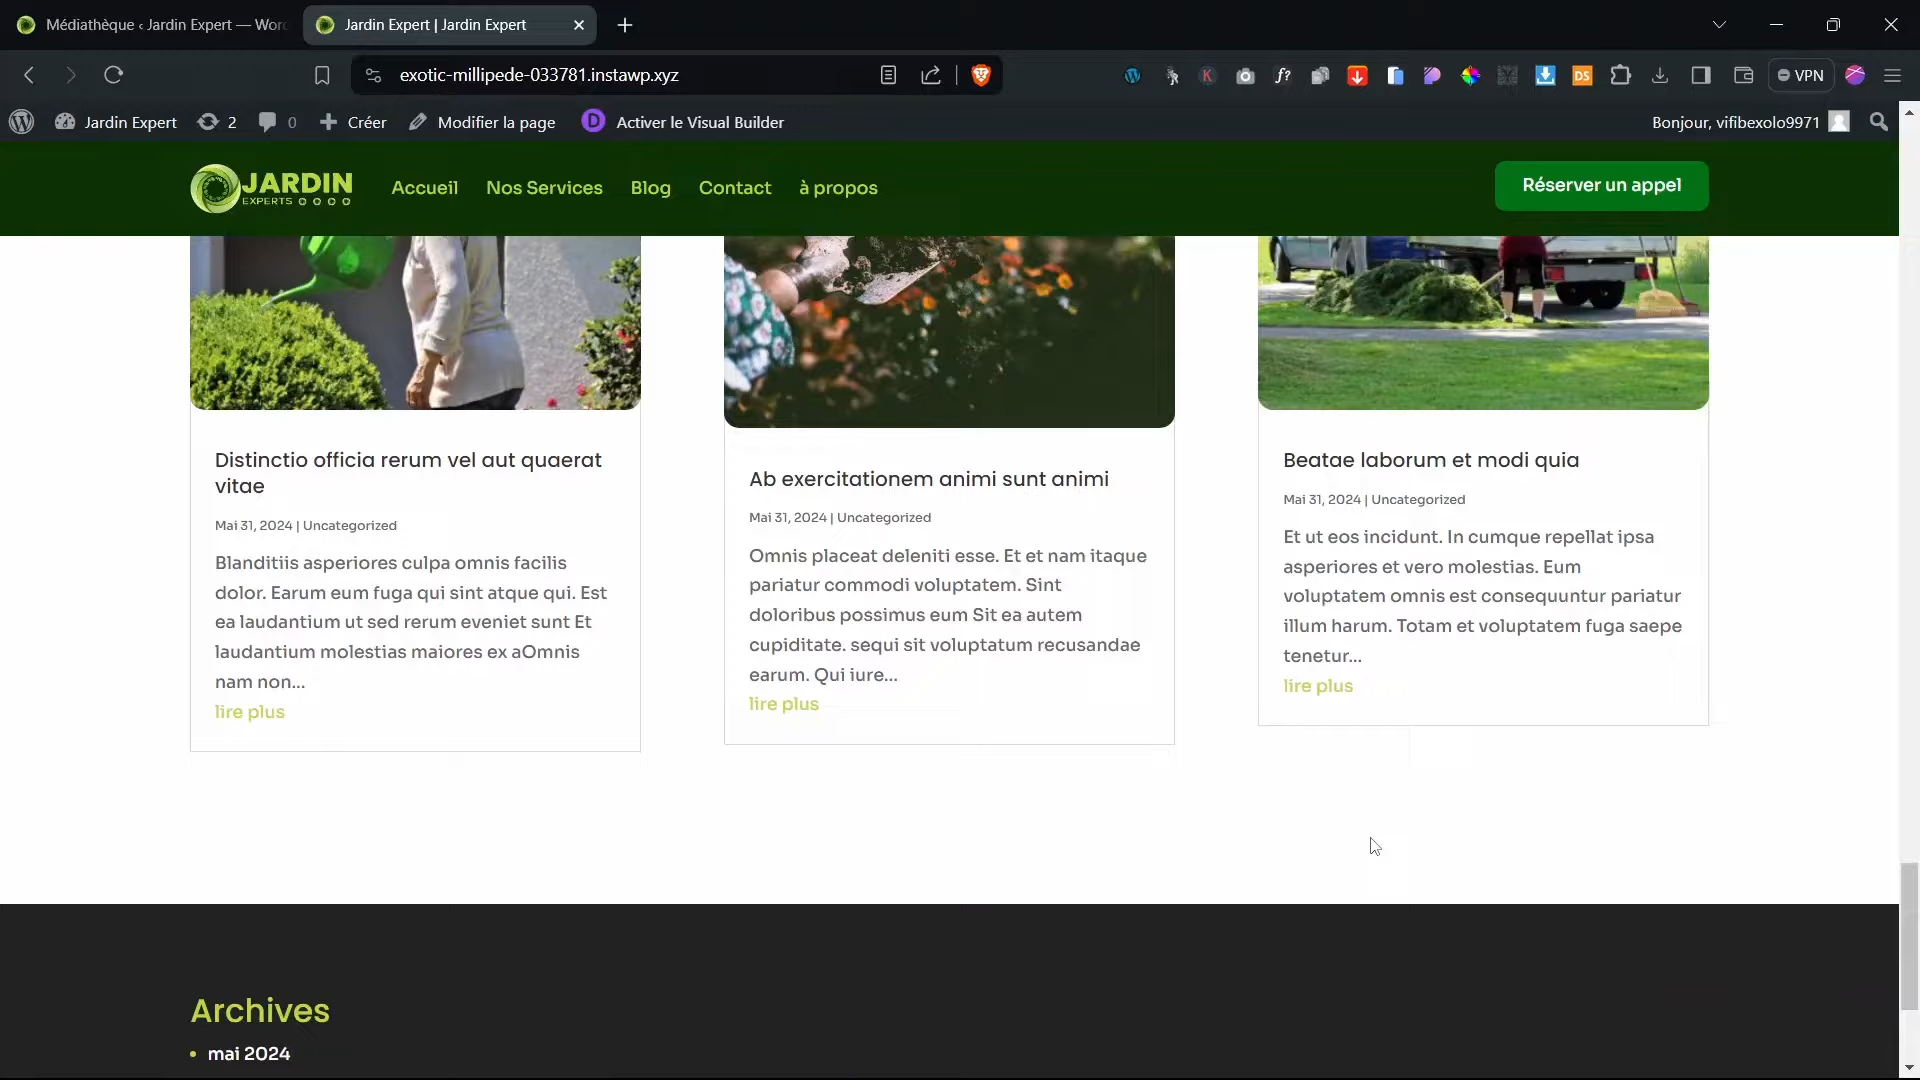 Médiathèque ‹ Jardin Expert — Wor
Jardin Expert | Jardin Expert
exotic-millipede-033781.instawp.xyz
VPN
Jardin Expert
2
0
Créer
Modifier la page
Activer le Visual Builder
Bonjour, vifibexolo9971
JARDIN
EXPERTS
Accueil
Nos Services
Blog
Contact
à propos
Réserver un appel
Distinctio officia rerum vel aut quaerat
vitae
Mai 31, 2024 | Uncategorized
Blanditiis asperiores culpa omnis facilis
dolor. Earum eum fuga qui sint atque qui. Est
ea laudantium ut sed rerum eveniet sunt Et
laudantium molestias maiores ex aOmnis
nam non...
lire plus
Ab exercitationem animi sunt animi
Mai 31, 2024 | Uncategorized
Omnis placeat deleniti esse. Et et nam itaque
pariatur commodi voluptatem. Sint
doloribus possimus eum Sit ea autem
cupiditate. sequi sit voluptatum recusandae
earum. Qui iure...
lire plus
Beatae laborum et modi quia
Mai 31, 2024 | Uncategorized
Et ut eos incidunt. In cumque repellat ipsa
asperiores et vero molestias. Eum
voluptatem omnis est consequuntur pariatur
illum harum. Totam et voluptatem fuga saepe
tenetur...
lire plus
Archives
mai 2024